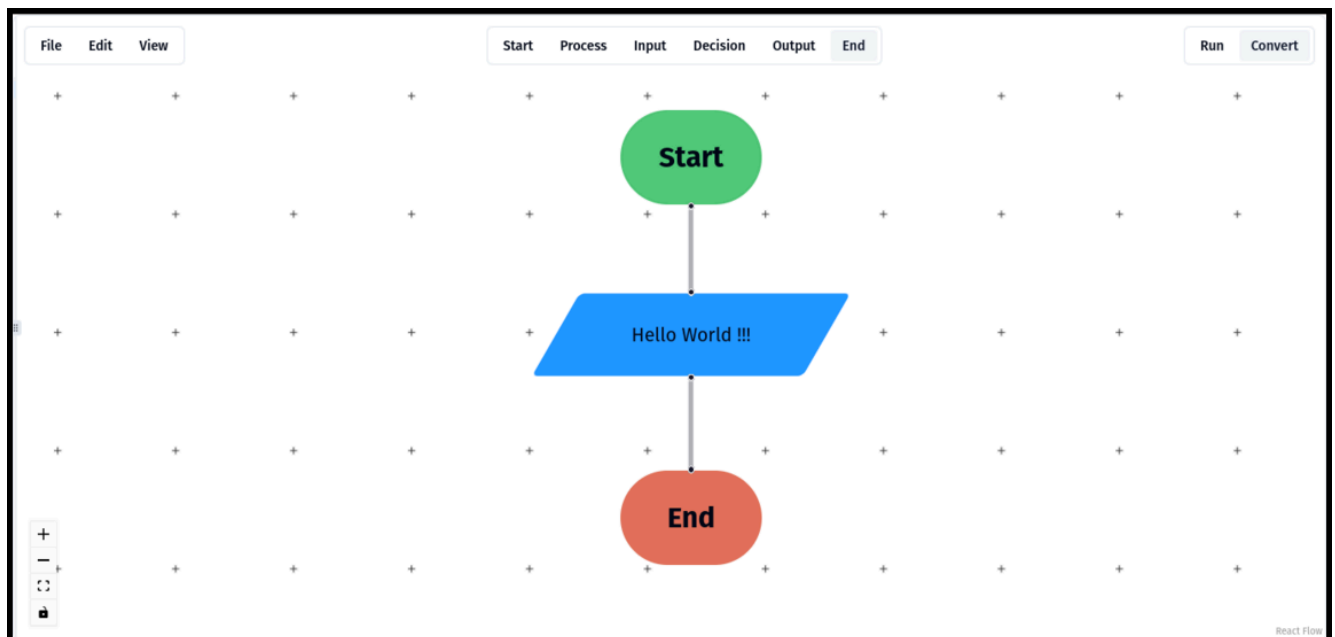 File Edit View Start Process Input Decision Output End Run Convert
Start
Hello World !!!
End
React Flow